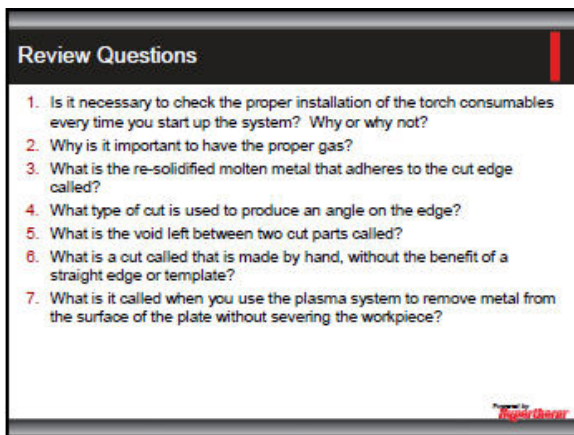 Review Questions
1. Is it necessary to check the proper installation of the torch consumables
every time you start up the system? Why or why not?
2. Why is it important to have the proper gas?
3. What is the re-solidified molten metal that adheres to the cut edge
called?
4. What type of cut is used to produce an angle on the edge?
5. What is the void left between two cut parts called?
6. What is a cut called that is made by hand, without the benefit of a
straight edge or template?
7. What is it called when you use the plasma system to remove metal from
the surface of the plate without severing the workpiece?
Powered by
Hypertherm